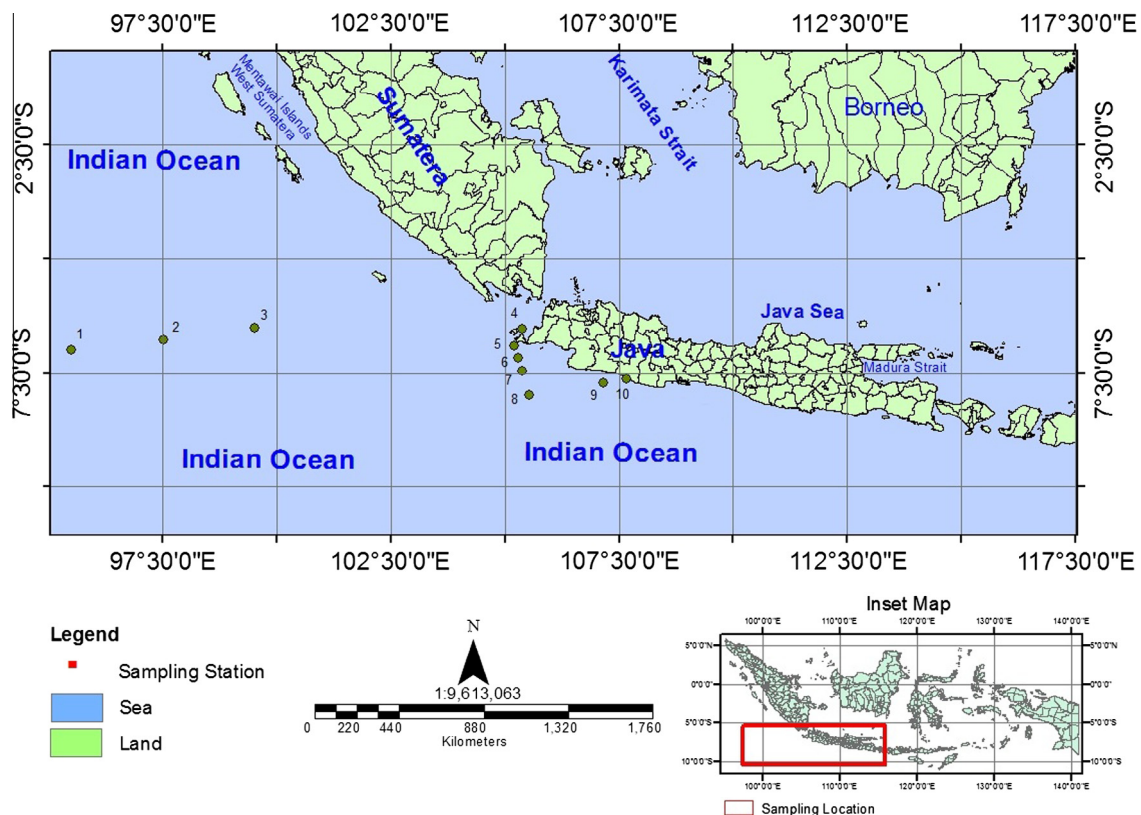 97°30'0"E 102°30'0"E 107°30'0"E 112°30'0"E 117°30'0"E
2°30'0"S
7°30'0"S
Mentawai Islands
West Sumatera
Sumatera
Karimata Strait
Borneo
Indian Ocean
2°30'0"S
1
2
3
4
5
6
7
8
9
10
Java Sea
Java
Madura Strait
7°30'0"S
Indian Ocean
Indian Ocean
97°30'0"E 102°30'0"E 107°30'0"E 112°30'0"E 117°30'0"E
Legend
Sampling Station
Sea
Land
N
1:9,613,063
0 220 440 880 1,320 1,760
Kilometers
Inset Map
100°0'0"E 110°0'0"E 120°0'0"E 130°0'0"E 140°0'0"E
5°0'0"N 5°0'0"N
0°0'0" 0°0'0"
5°0'0"S 5°0'0"S
10°0'0"S 10°0'0"S
100°0'0"E 110°0'0"E 120°0'0"E 130°0'0"E 140°0'0"E
Sampling Location